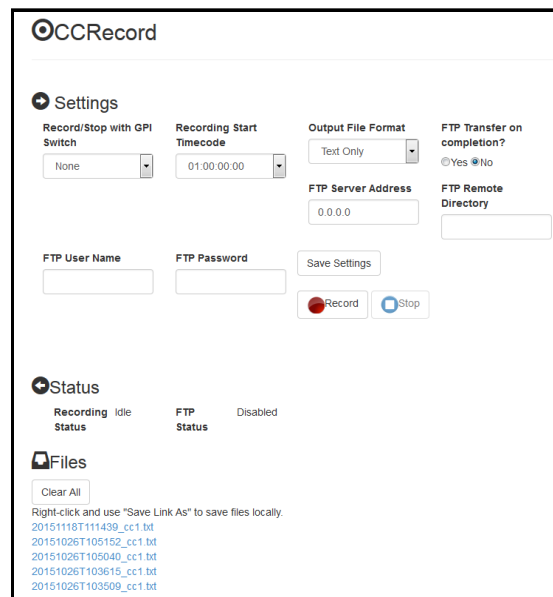 CCRecord
Settings
Record/Stop with GPI Switch
None
Recording Start Timecode
01:00:00:00
Output File Format
Text Only
FTP Transfer on completion?
Yes No
FTP Server Address
0.0.0.0
FTP Remote Directory
FTP User Name
FTP Password
Save Settings
Record
Stop
Status
Recording Status
Idle
FTP Status
Disabled
Files
Clear All
Right-click and use "Save Link As" to save files locally.
20151118T111439_cc1.txt
20151026T105152_cc1.txt
20151026T105040_cc1.txt
20151026T103615_cc1.txt
20151026T103509_cc1.txt